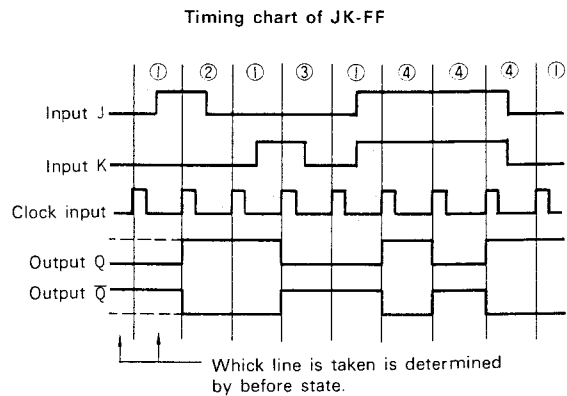 Timing chart of JK-FF
① ② ① ③ ① ④ ④ ④ ①
Input J
Input K
Clock input
Output Q
Output Q̅
Whick line is taken is determined
by before state.